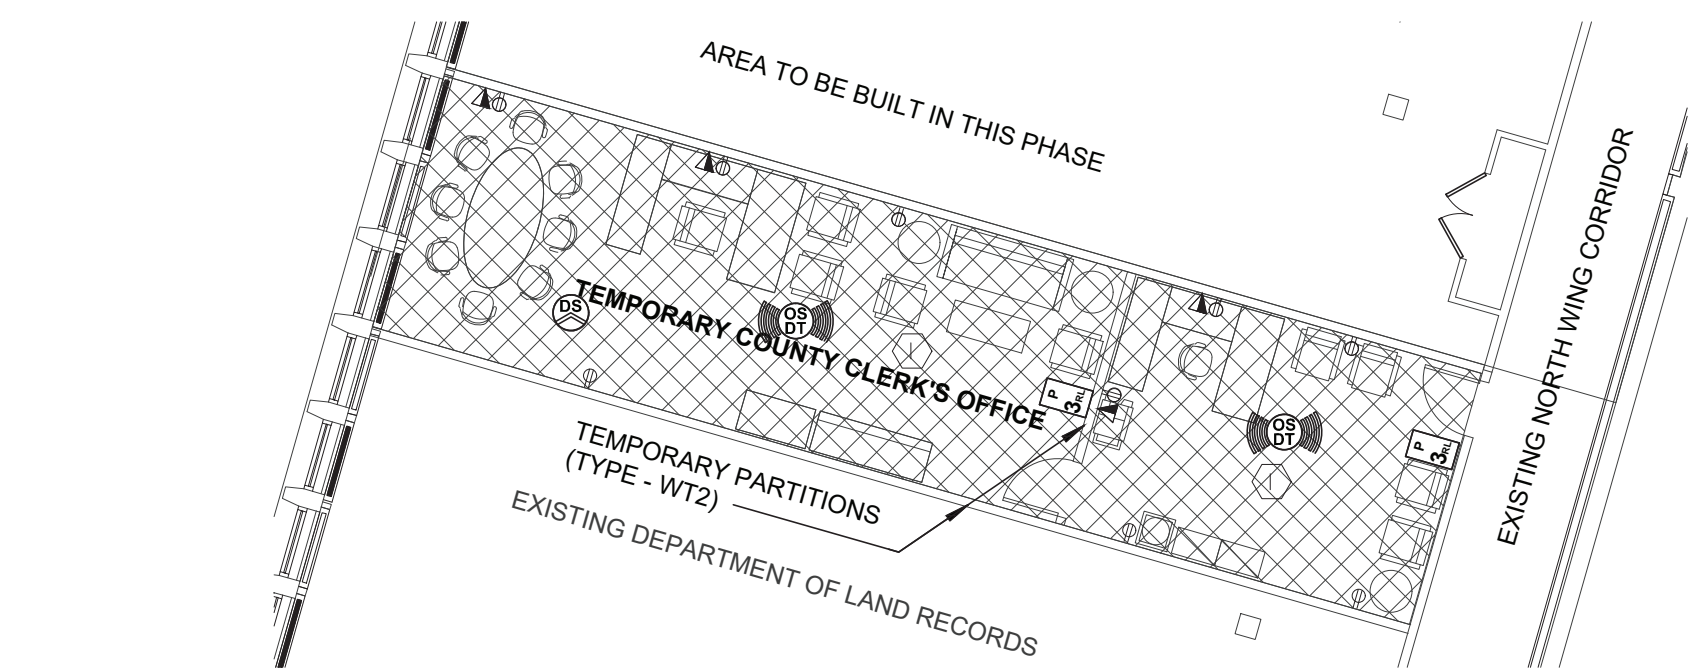 AREA TO BE BUILT IN THIS PHASE
EXISTING NORTH WING CORRIDOR
TEMPORARY COUNTY CLERK'S OFFICE
DS
OS
DT
I
P
3RL
OS
DT
I
P
3RL
TEMPORARY PARTITIONS
(TYPE - WT2)
EXISTING DEPARTMENT OF LAND RECORDS